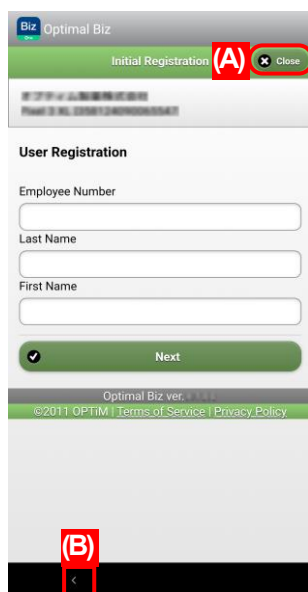 Biz Optimal Biz
Initial Registration (A) Close
User Registration
Employee Number
Last Name
First Name
Next
Optimal Biz ver.
©2011 OPTiM | Terms of Service | Privacy Policy
(B)